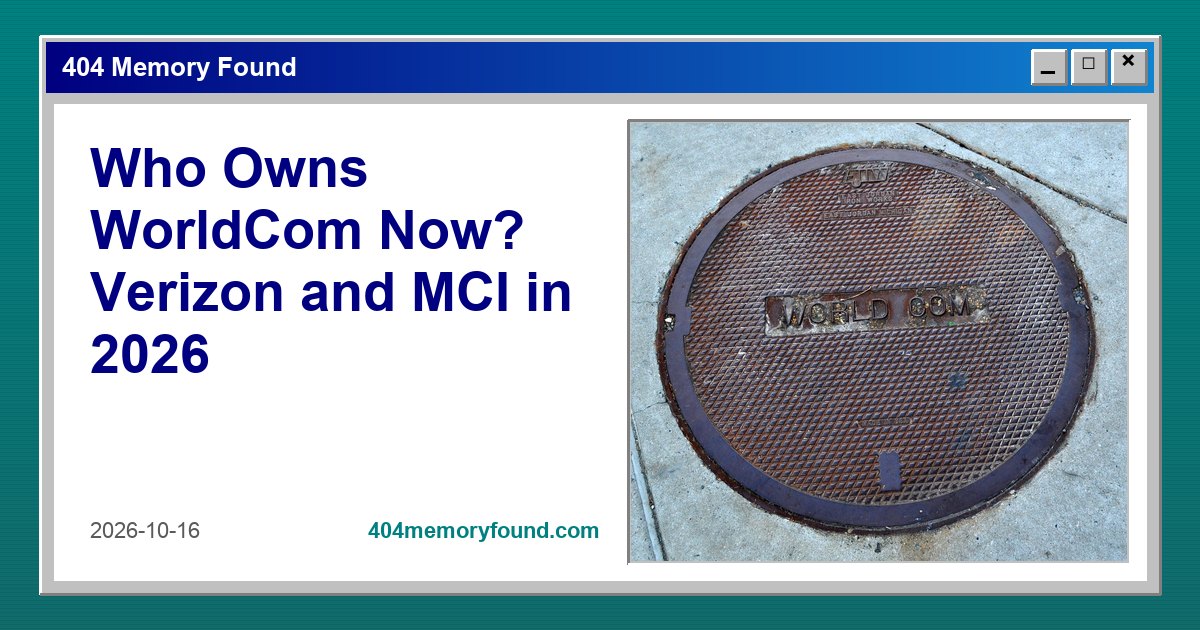 404 Memory Found
Who Owns
WorldCom Now?
Verizon and MCI in
2026
2026-10-16
404memoryfound.com
WORLD COM